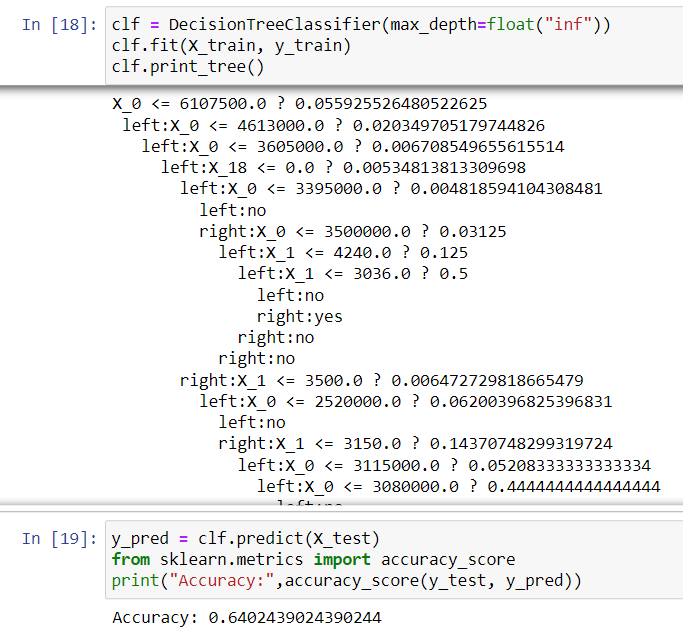 In [18]: clf = DecisionTreeClassifier(max_depth=float("inf"))
clf.fit(X_train, y_train)
clf.print_tree()
X_0 <= 6107500.0 ? 0.055925526480522625
left:X_0 <= 4613000.0 ? 0.020349705179744826
left:X_0 <= 3605000.0 ? 0.006708549655615514
left:X_18 <= 0.0 ? 0.00534813813309698
left:X_0 <= 3395000.0 ? 0.004818594104308481
left:no
right:X_0 <= 3500000.0 ? 0.03125
left:X_1 <= 4240.0 ? 0.125
left:X_1 <= 3036.0 ? 0.5
left:no
right:yes
right:no
right:no
right:X_1 <= 3500.0 ? 0.006472729818665479
left:X_0 <= 2520000.0 ? 0.06200396825396831
left:no
right:X_1 <= 3150.0 ? 0.14370748299319724
left:X_0 <= 3115000.0 ? 0.05208333333333334
left:X_0 <= 3080000.0 ? 0.4444444444444444
In [19]: y_pred = clf.predict(X_test)
from sklearn.metrics import accuracy_score
print("Accuracy:",accuracy_score(y_test, y_pred))
Accuracy: 0.6402439024390244